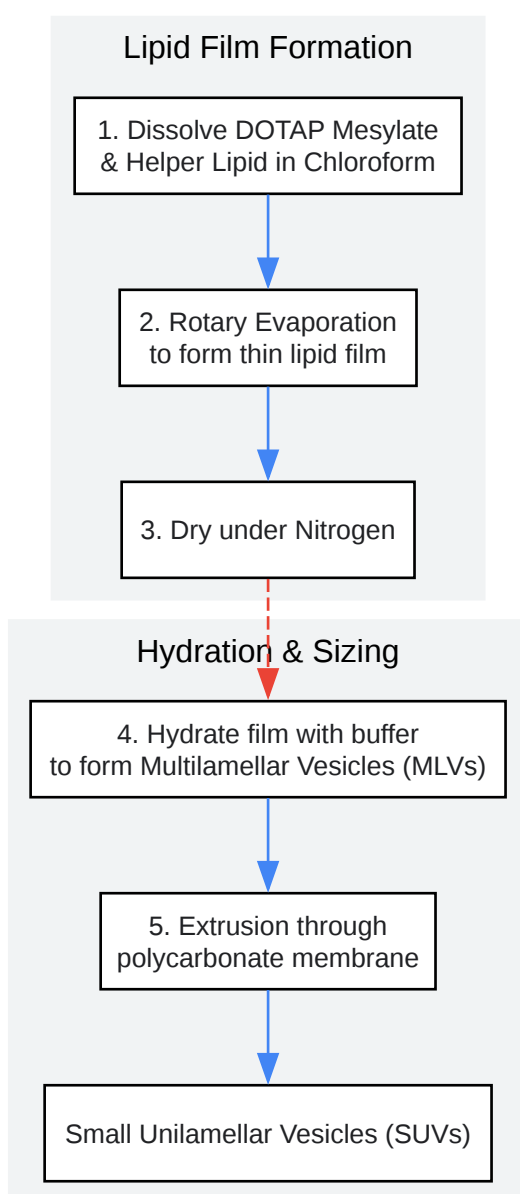 Lipid Film Formation
1. Dissolve DOTAP Mesylate
& Helper Lipid in Chloroform
2. Rotary Evaporation
to form thin lipid film
3. Dry under Nitrogen
Hydration & Sizing
4. Hydrate film with buffer
to form Multilamellar Vesicles (MLVs)
5. Extrusion through
polycarbonate membrane
Small Unilamellar Vesicles (SUVs)